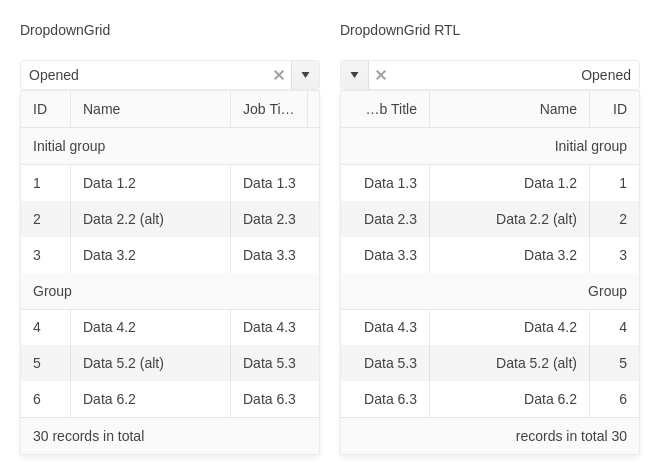 DropdownGrid
Opened
ID Name Job Ti…
Initial group
1 Data 1.2 Data 1.3
2 Data 2.2 (alt) Data 2.3
3 Data 3.2 Data 3.3
Group
4 Data 4.2 Data 4.3
5 Data 5.2 (alt) Data 5.3
6 Data 6.2 Data 6.3
30 records in total
DropdownGrid RTL
Opened
…b Title Name ID
Initial group
Data 1.3 Data 1.2 1
Data 2.3 Data 2.2 (alt) 2
Data 3.3 Data 3.2 3
Group
Data 4.3 Data 4.2 4
Data 5.3 Data 5.2 (alt) 5
Data 6.3 Data 6.2 6
records in total 30